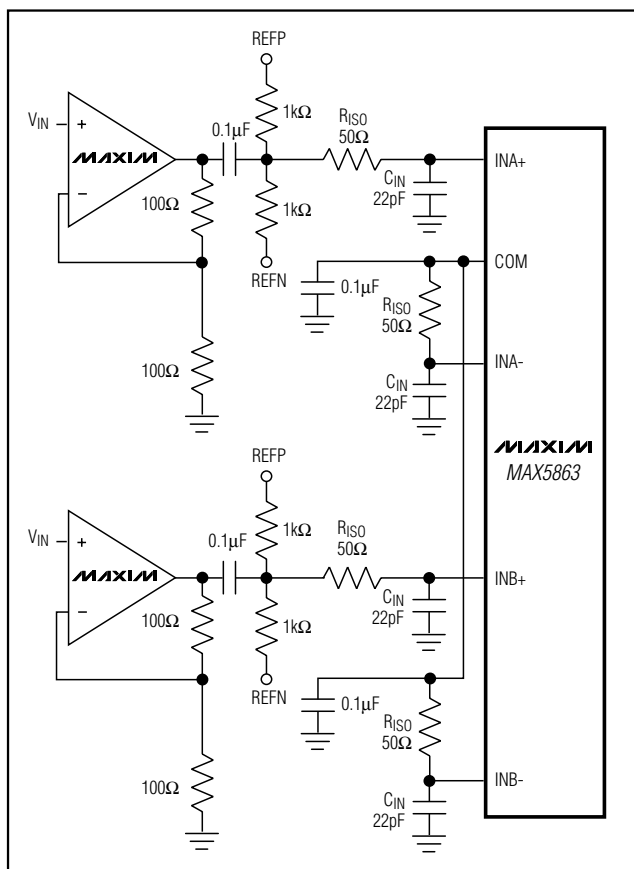 REFP
V_IN
+
−
MAXIM
0.1µF
1kΩ
R_ISO
50Ω
INA+
C_IN
22pF
100Ω
1kΩ
REFN
COM
0.1µF
R_ISO
50Ω
INA-
100Ω
C_IN
22pF
MAXIM
MAX5863
REFP
V_IN
+
−
MAXIM
0.1µF
1kΩ
R_ISO
50Ω
INB+
C_IN
22pF
100Ω
1kΩ
REFN
0.1µF
R_ISO
50Ω
INB-
100Ω
C_IN
22pF